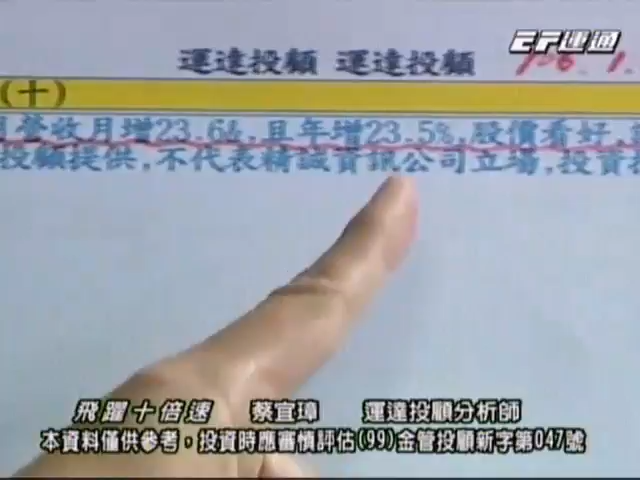 EF運通
運達投顧 運達投顧
106.1.
(十)
月營收月增23.6%,且年增23.5%,股價看好,
投顧提供,不代表精誠資訊公司立場,投資
飛躍十倍速 蔡宜璋 運達投顧分析師
本資料僅供參考,投資時應審慎評估(99)金管投顧新字第047號